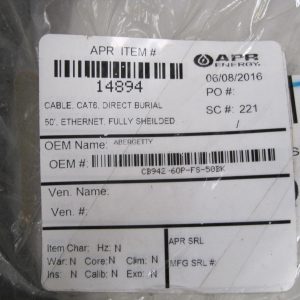 APR ITEM #
APR
ENERGY
14894
06/08/2016
PO #:
CABLE, CAT6, DIRECT BURIAL
SC #: 221
50', ETHERNET, FULLY SHEILDED
/
OEM Name: ABERGETTY
OEM #:
CB942-60P-FS-50BK
Ven. Name:
Ven. #:
Item Char: Hz: N
War: N Core: N Clim: N
Ins: N Calib: N Exp: N
APR SRL
MFG SRL #: